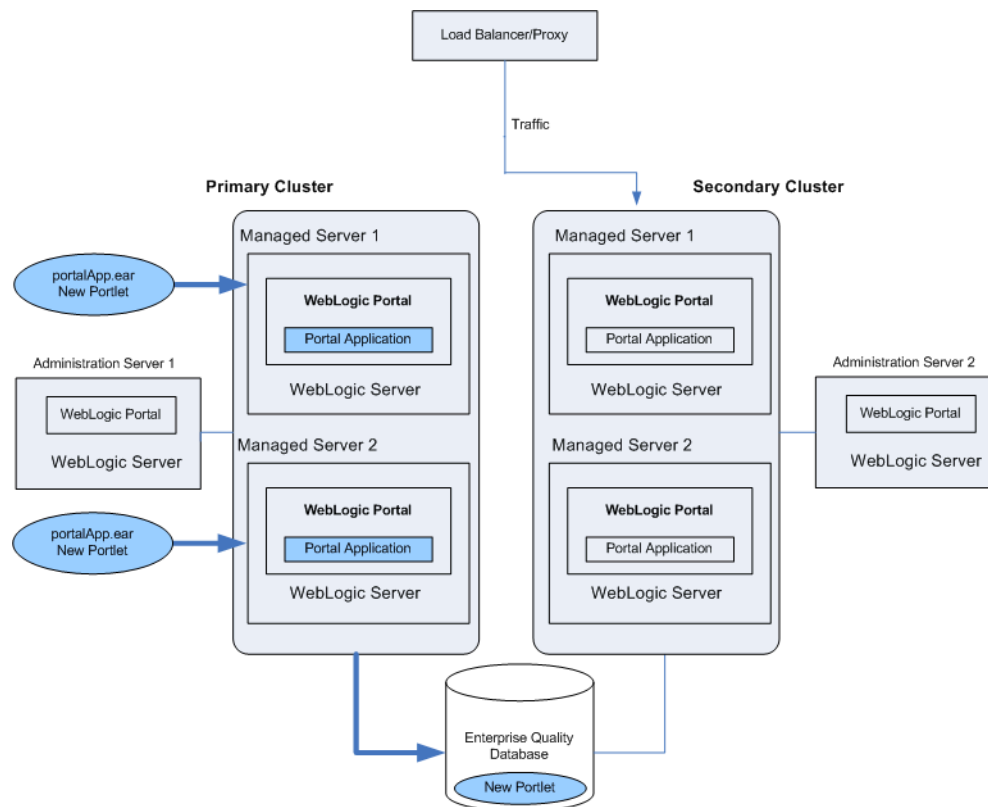 Load Balancer/Proxy
Traffic
Primary Cluster
Secondary Cluster
Managed Server 1
portalApp.ear
New Portlet
WebLogic Portal
Portal Application
WebLogic Server
Administration Server 1
WebLogic Portal
WebLogic Server
Managed Server 2
portalApp.ear
New Portlet
WebLogic Portal
Portal Application
WebLogic Server
Managed Server 1
WebLogic Portal
Portal Application
WebLogic Server
Managed Server 2
WebLogic Portal
Portal Application
WebLogic Server
Administration Server 2
WebLogic Portal
WebLogic Server
Enterprise Quality
Database
New Portlet